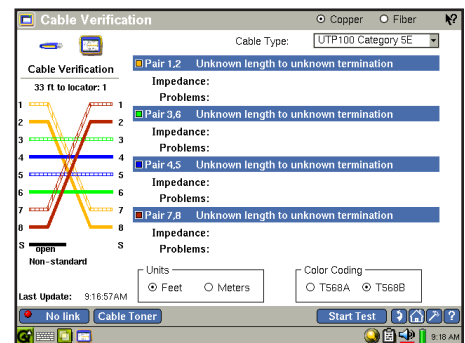 Cable Verification
Copper
Fiber
Cable Type:
UTP100 Category 5E
Cable Verification
33 ft to locator: 1
1 1
2 2
3 3
4 4
5 5
6 6
7 7
8 8
S S
open
Non-standard
Last Update: 9:16:57AM
Pair 1,2 Unknown length to unknown termination
Impedance:
Problems:
Pair 3,6 Unknown length to unknown termination
Impedance:
Problems:
Pair 4,5 Unknown length to unknown termination
Impedance:
Problems:
Pair 7,8 Unknown length to unknown termination
Impedance:
Problems:
Units
Feet
Meters
Color Coding
T568A
T568B
No link
Cable Toner
Start Test
?
9:18 AM